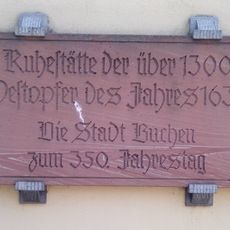 Ruhestätte der über 1300
Pestopfer des Jahres 163
Die Stadt Buchen
zum 350. Jahrestag